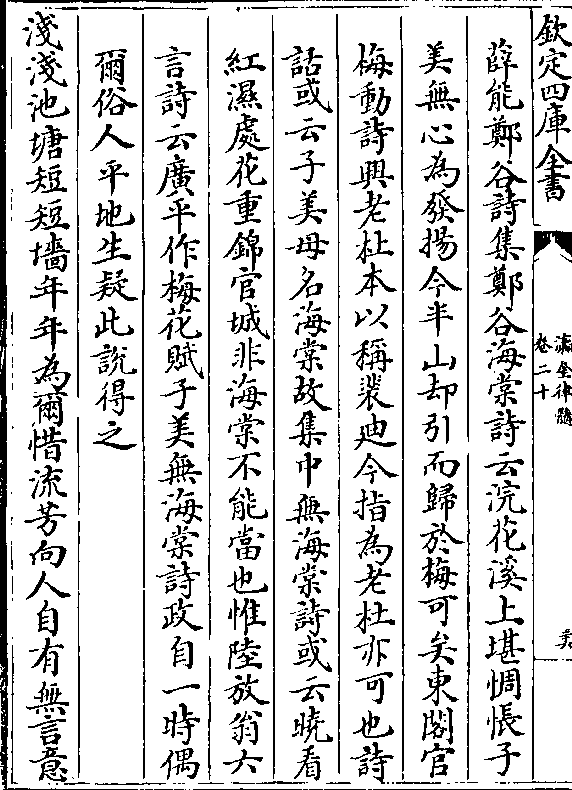 欽定四庫全書
瀛奎律髓
卷二十
薛能鄭谷詩集鄭谷海棠詩云浣花溪上堪惆悵子
美無心為發揚今半山却引而歸於梅可矣東閣官
梅動詩興老杜本以稱裴廸今指為老杜亦可也詩
話或云子美母名海棠故集中無海棠詩或云曉看
紅濕處花重錦官城非海棠不能當也惟陸放翁大
言詩云廣平作梅花賦子美無海棠詩政自一時偶
爾俗人平地生疑此說得之
淺淺池塘短短墻年年為爾惜流芳向人自有無言意